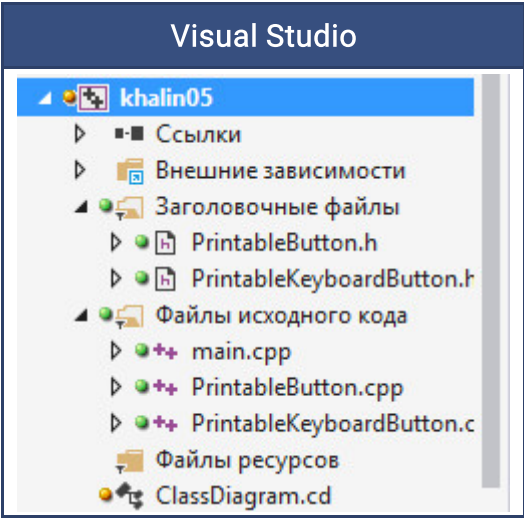 Visual Studio
khalin05
Ссылки
Внешние зависимости
Заголовочные файлы
PrintableButton.h
PrintableKeyboardButton.h
Файлы исходного кода
main.cpp
PrintableButton.cpp
PrintableKeyboardButton.c
Файлы ресурсов
ClassDiagram.cd